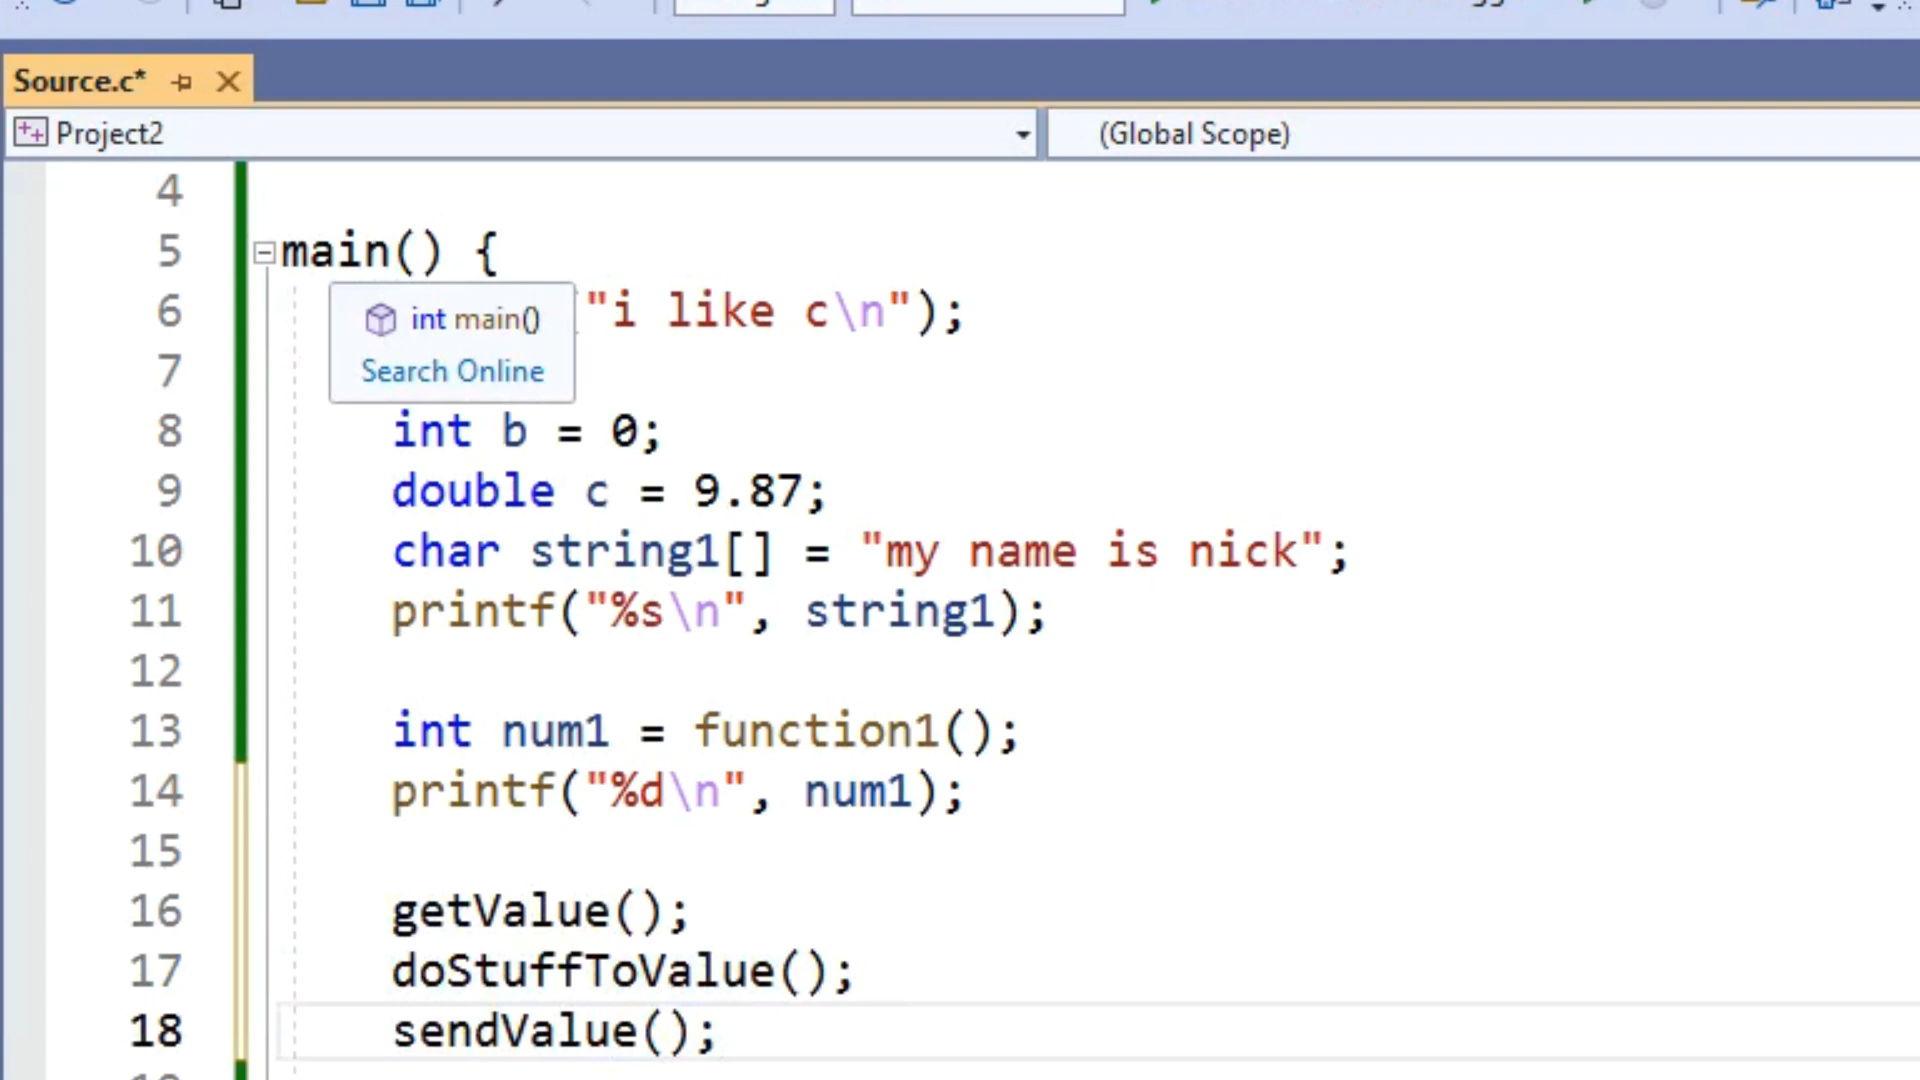 Source.c*
Project2
(Global Scope)
4
5 main() {
int main()
Search Online
6 "i like c\n");
7
8 int b = 0;
9 double c = 9.87;
10 char string1[] = "my name is nick";
11 printf("%s\n", string1);
12
13 int num1 = function1();
14 printf("%d\n", num1);
15
16 getValue();
17 doStuffToValue();
18 sendValue();